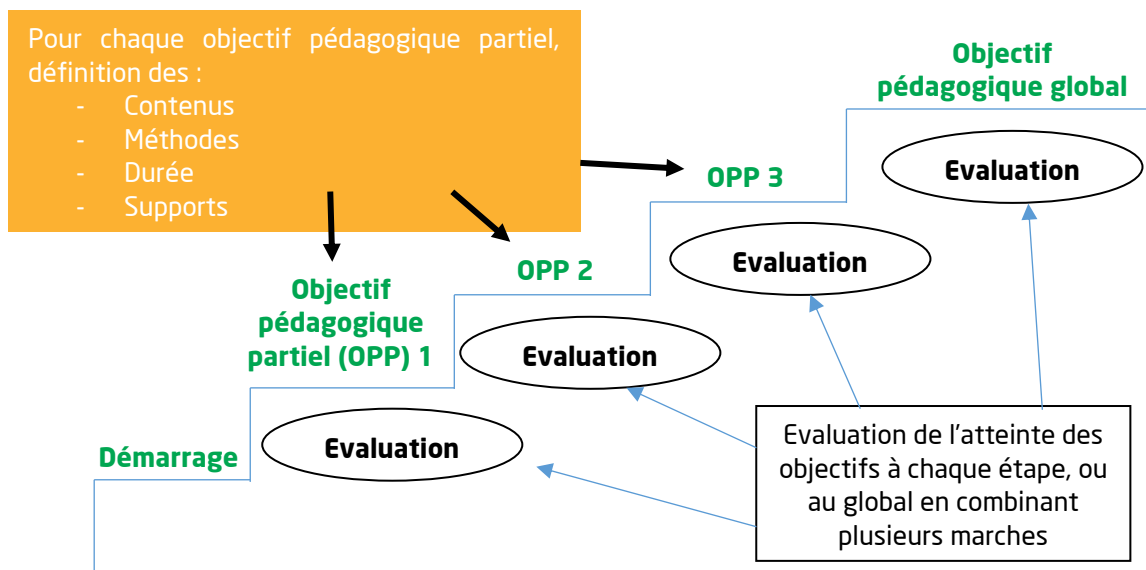 Pour chaque objectif pédagogique partiel,
définition des :
- Contenus
- Méthodes
- Durée
- Supports
Objectif
pédagogique global
Evaluation
OPP 3
Evaluation
OPP 2
Evaluation
Objectif
pédagogique
partiel (OPP) 1
Evaluation
Démarrage
Evaluation de l'atteinte des
objectifs à chaque étape, ou
au global en combinant
plusieurs marches